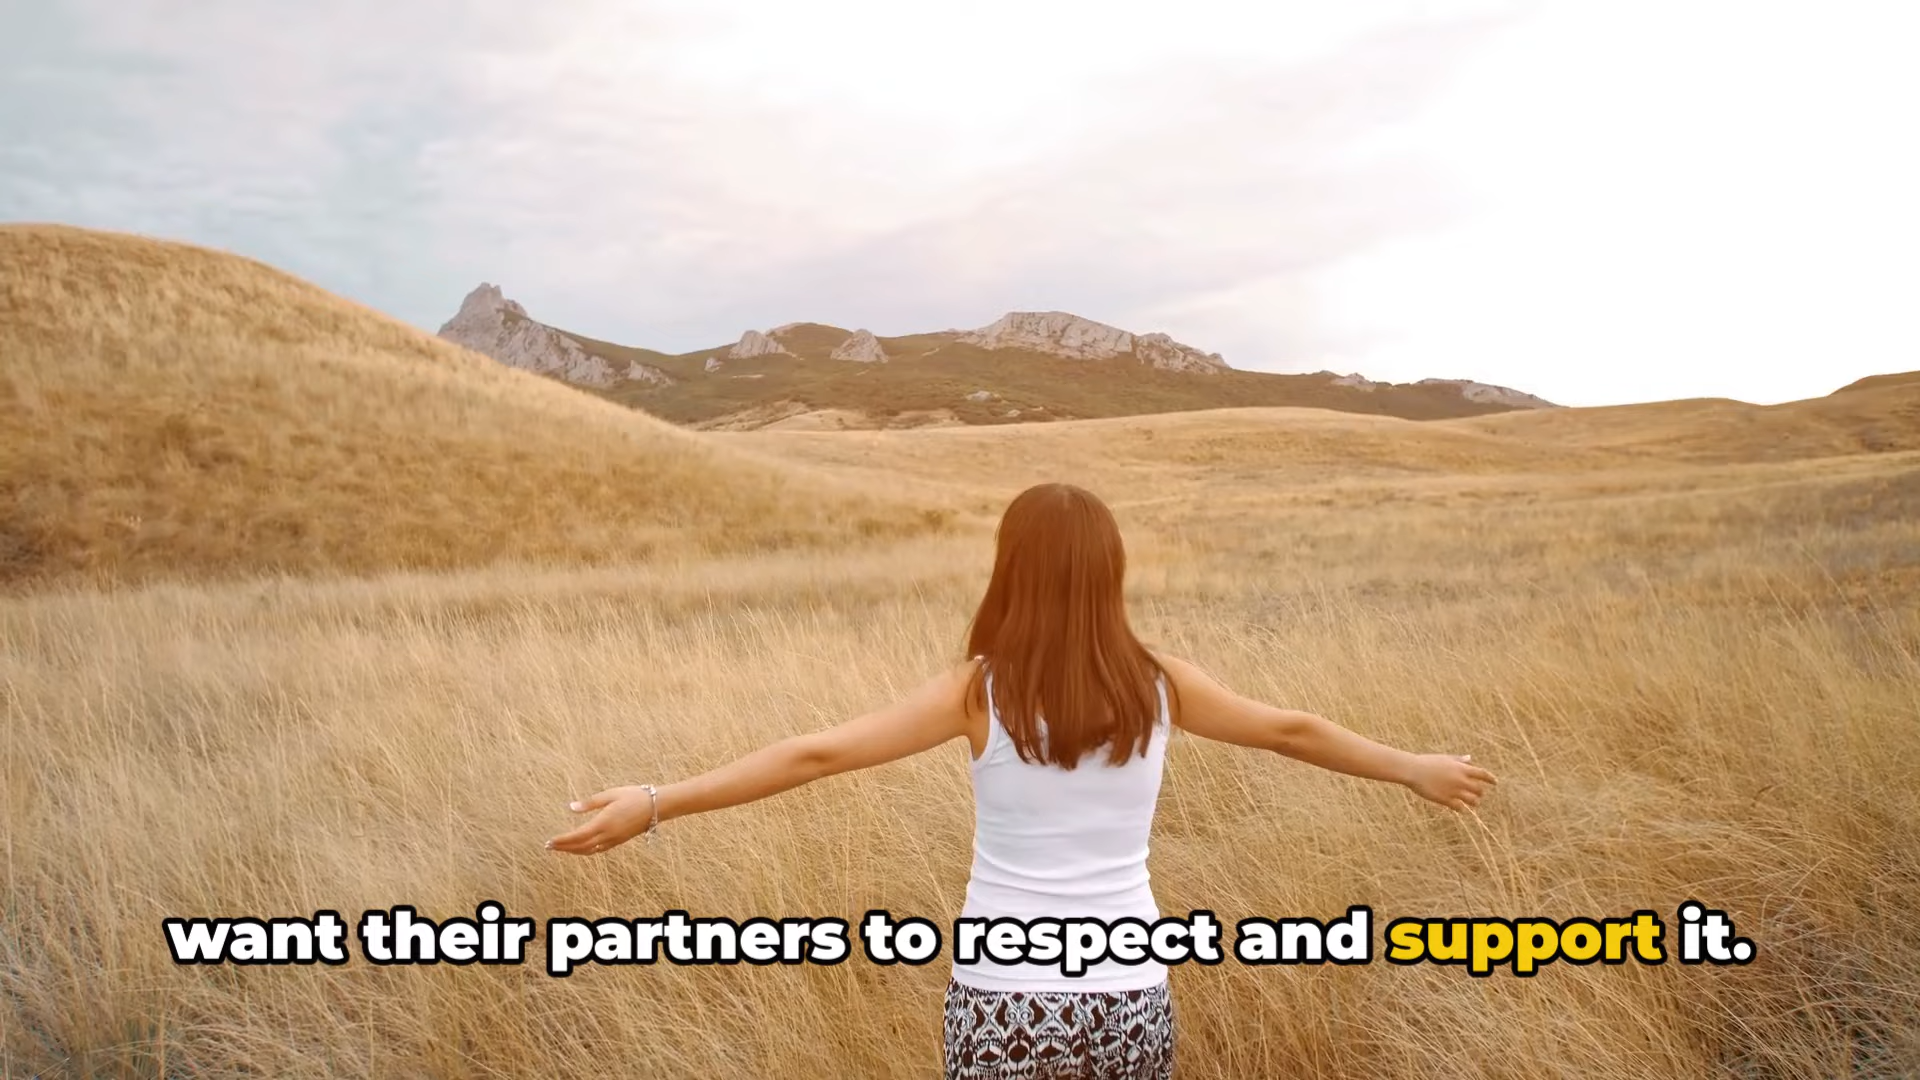 want their partners to respect and support it.